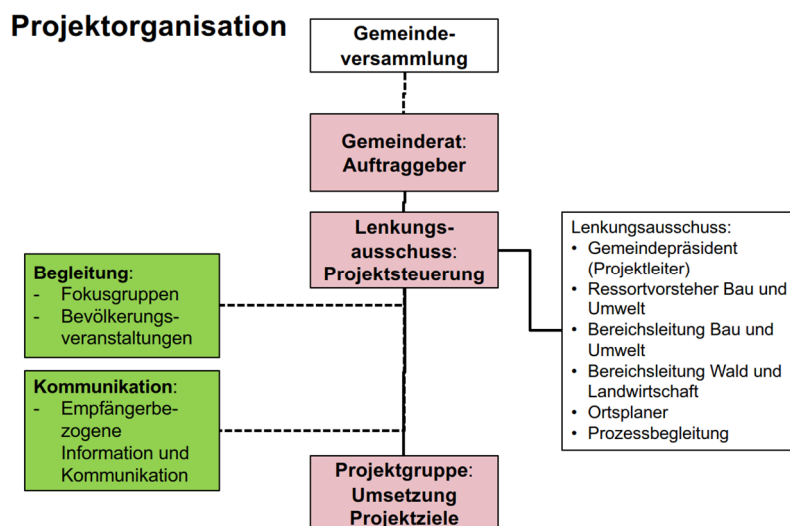 Projektorganisation
Gemeinde-
versammlung
Gemeinderat:
Auftraggeber
Lenkungs-
ausschuss:
Projektsteuerung
Begleitung:
- Fokusgruppen
- Bevölkerungs-
veranstaltungen
Kommunikation:
- Empfängerbe-
zogene
Information und
Kommunikation
Lenkungsausschuss:
• Gemeindepräsident
(Projektleiter)
• Ressortvorsteher Bau und
Umwelt
• Bereichsleitung Bau und
Umwelt
• Bereichsleitung Wald und
Landwirtschaft
• Ortsplaner
• Prozessbegleitung
Projektgruppe:
Umsetzung
Projektziele